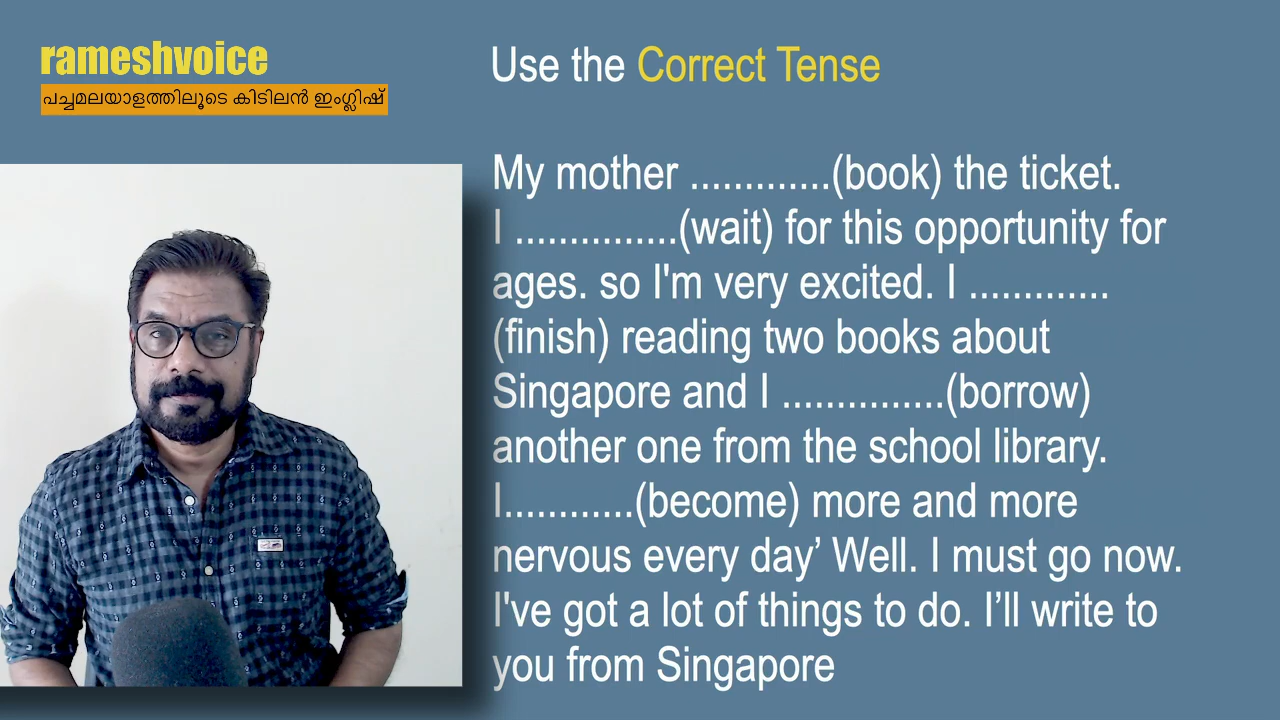 rameshvoice
പച്ചമലയാളത്തിലൂടെ കിടിലൻ ഇംഗ്ലിഷ്
Use the Correct Tense
My mother .............(book) the ticket.
I ...............(wait) for this opportunity for
ages. so I'm very excited. I .............
(finish) reading two books about
Singapore and I ...............(borrow)
another one from the school library.
I............(become) more and more
nervous every day’ Well. I must go now.
I've got a lot of things to do. I’ll write to
you from Singapore